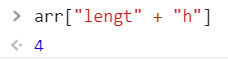 > arr["lengt" + "h"]
<· 4